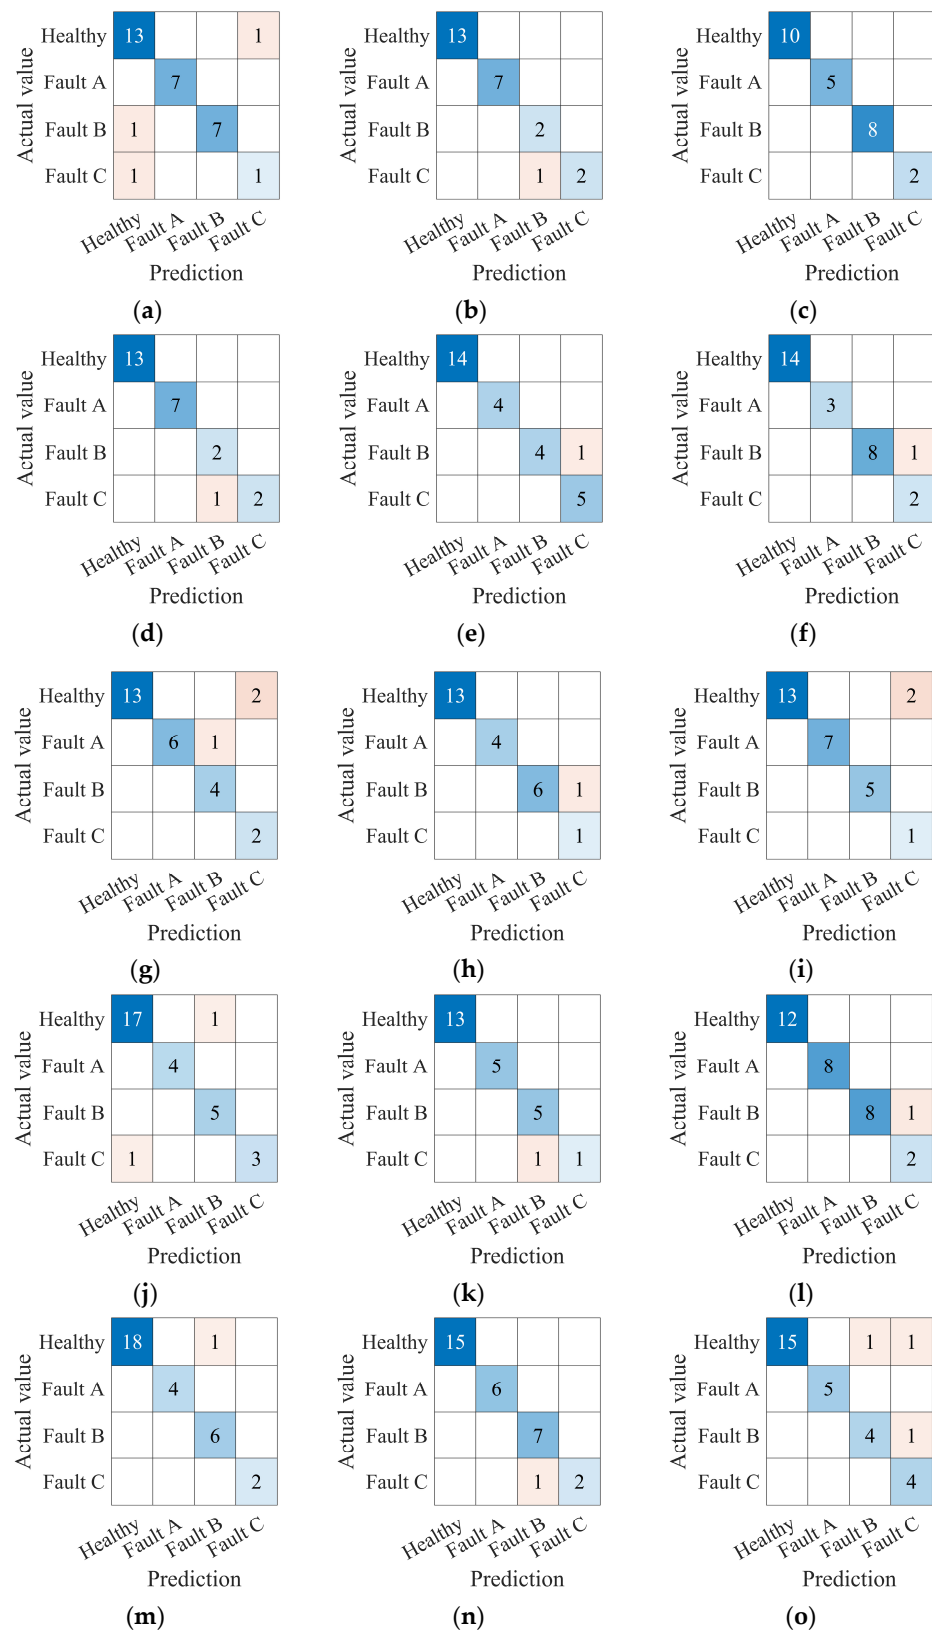 Healthy 13 1
Fault A 7
Fault B 1 7
Fault C 1 1
Actual value
Healthy Fault A Fault B Fault C
Prediction
(a)
Healthy 13
Fault A 7
Fault B 2
Fault C 1 2
Actual value
Healthy Fault A Fault B Fault C
Prediction
(b)
Healthy 10
Fault A 5
Fault B 8
Fault C 2
Actual value
Healthy Fault A Fault B Fault C
Prediction
(c)
Healthy 13
Fault A 7
Fault B 2
Fault C 1 2
Actual value
Healthy Fault A Fault B Fault C
Prediction
(d)
Healthy 14
Fault A 4
Fault B 4 1
Fault C 5
Actual value
Healthy Fault A Fault B Fault C
Prediction
(e)
Healthy 14
Fault A 3
Fault B 8 1
Fault C 2
Actual value
Healthy Fault A Fault B Fault C
Prediction
(f)
Healthy 13 2
Fault A 6 1
Fault B 4
Fault C 2
Actual value
Healthy Fault A Fault B Fault C
Prediction
(g)
Healthy 13
Fault A 4
Fault B 6 1
Fault C 1
Actual value
Healthy Fault A Fault B Fault C
Prediction
(h)
Healthy 13 2
Fault A 7
Fault B 5
Fault C 1
Actual value
Healthy Fault A Fault B Fault C
Prediction
(i)
Healthy 17 1
Fault A 4
Fault B 5
Fault C 1 3
Actual value
Healthy Fault A Fault B Fault C
Prediction
(j)
Healthy 13
Fault A 5
Fault B 5
Fault C 1 1
Actual value
Healthy Fault A Fault B Fault C
Prediction
(k)
Healthy 12
Fault A 8
Fault B 8 1
Fault C 2
Actual value
Healthy Fault A Fault B Fault C
Prediction
(l)
Healthy 18 1
Fault A 4
Fault B 6
Fault C 2
Actual value
Healthy Fault A Fault B Fault C
Prediction
(m)
Healthy 15
Fault A 6
Fault B 7
Fault C 1 2
Actual value
Healthy Fault A Fault B Fault C
Prediction
(n)
Healthy 15 1 1
Fault A 5
Fault B 4 1
Fault C 4
Actual value
Healthy Fault A Fault B Fault C
Prediction
(o)